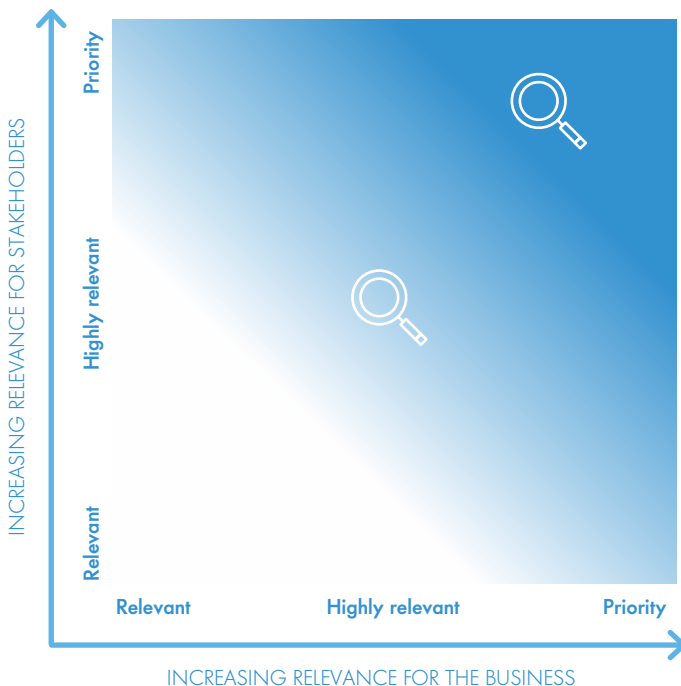 INCREASING RELEVANCE FOR STAKEHOLDERS
Priority
Highly relevant
Relevant
Relevant
Highly relevant
Priority
INCREASING RELEVANCE FOR THE BUSINESS